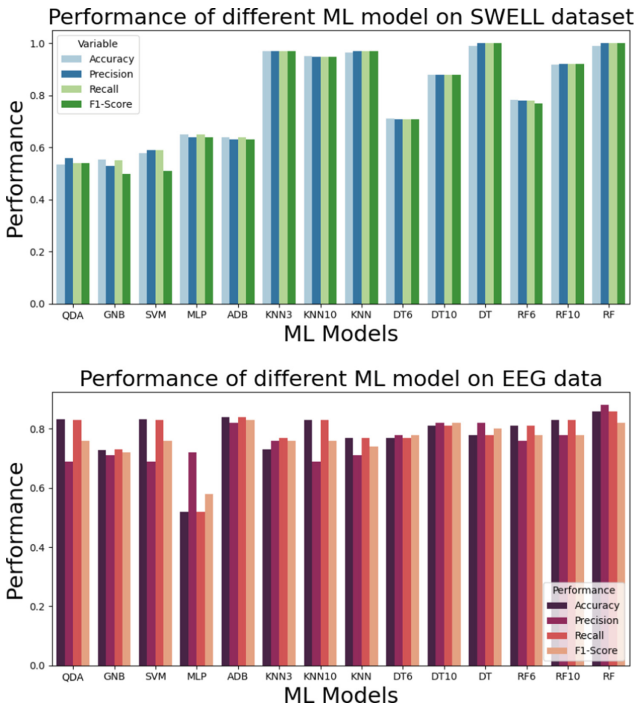 Performance of different ML model on SWELL dataset
Performance
1.0
0.8
0.6
0.4
0.2
0.0
Variable
Accuracy
Precision
Recall
F1-Score
QDA GNB SVM MLP ADB KNN3 KNN10 KNN DT6 DT10 DT RF6 RF10 RF
ML Models
Performance of different ML model on EEG data
Performance
0.8
0.6
0.4
0.2
0.0
Performance
Accuracy
Precision
Recall
F1-Score
QDA GNB SVM MLP ADB KNN3 KNN10 KNN DT6 DT10 DT RF6 RF10 RF
ML Models